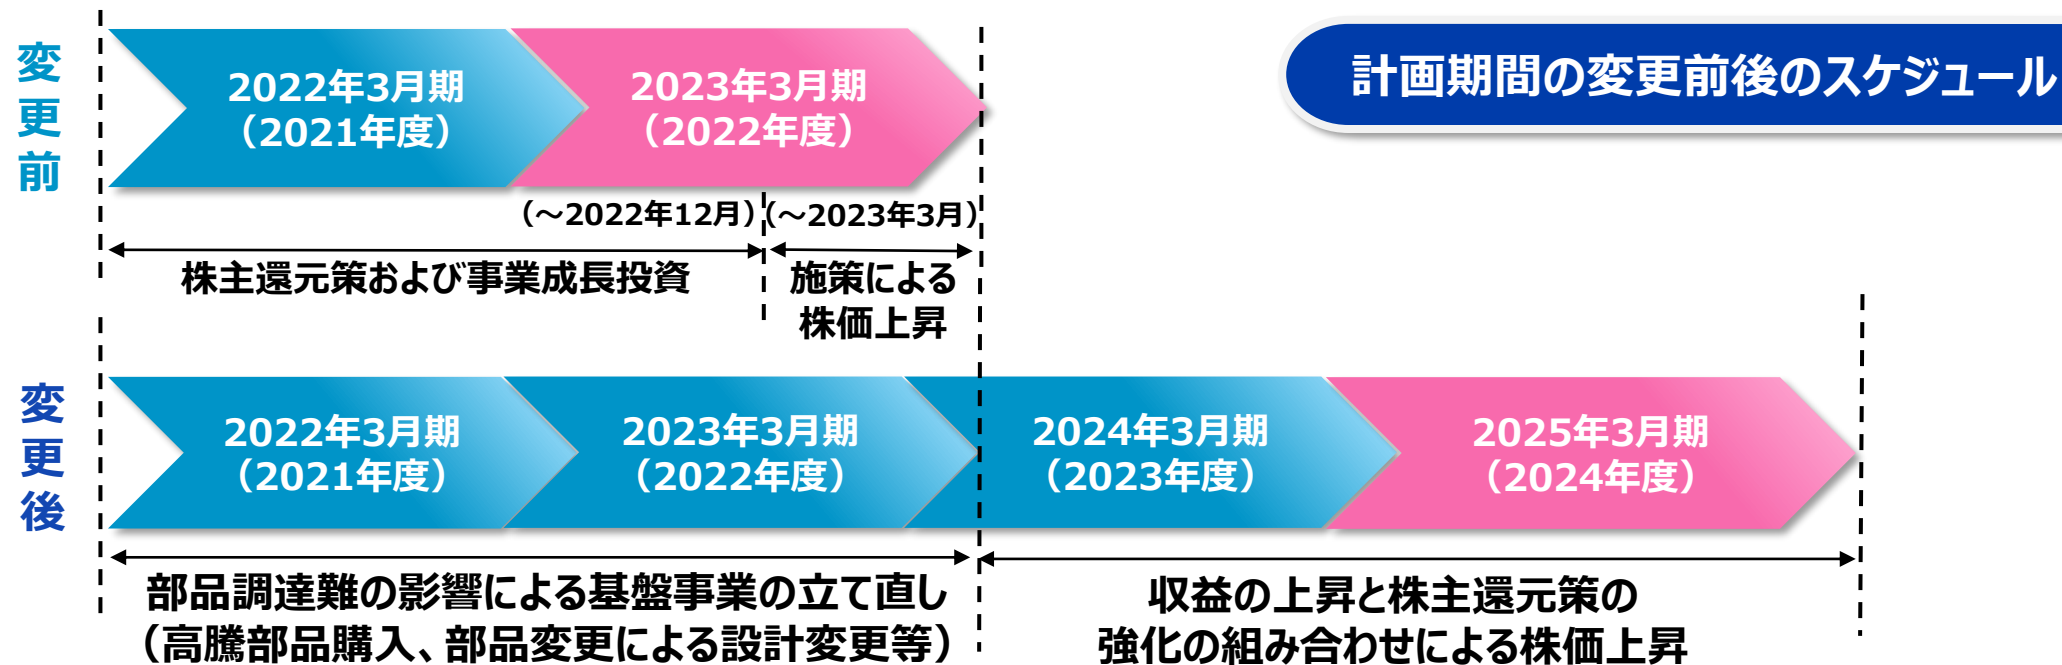 計画期間の変更前後のスケジュール
変更前
2022年3月期
（2021年度）
2023年3月期
（2022年度）
（～2022年12月）
（～2023年3月）
株主還元策および事業成長投資
施策による
株価上昇
変更後
2022年3月期
（2021年度）
2023年3月期
（2022年度）
2024年3月期
（2023年度）
2025年3月期
（2024年度）
部品調達難の影響による基盤事業の立て直し
（高騰部品購入、部品変更による設計変更等）
収益の上昇と株主還元策の
強化の組み合わせによる株価上昇